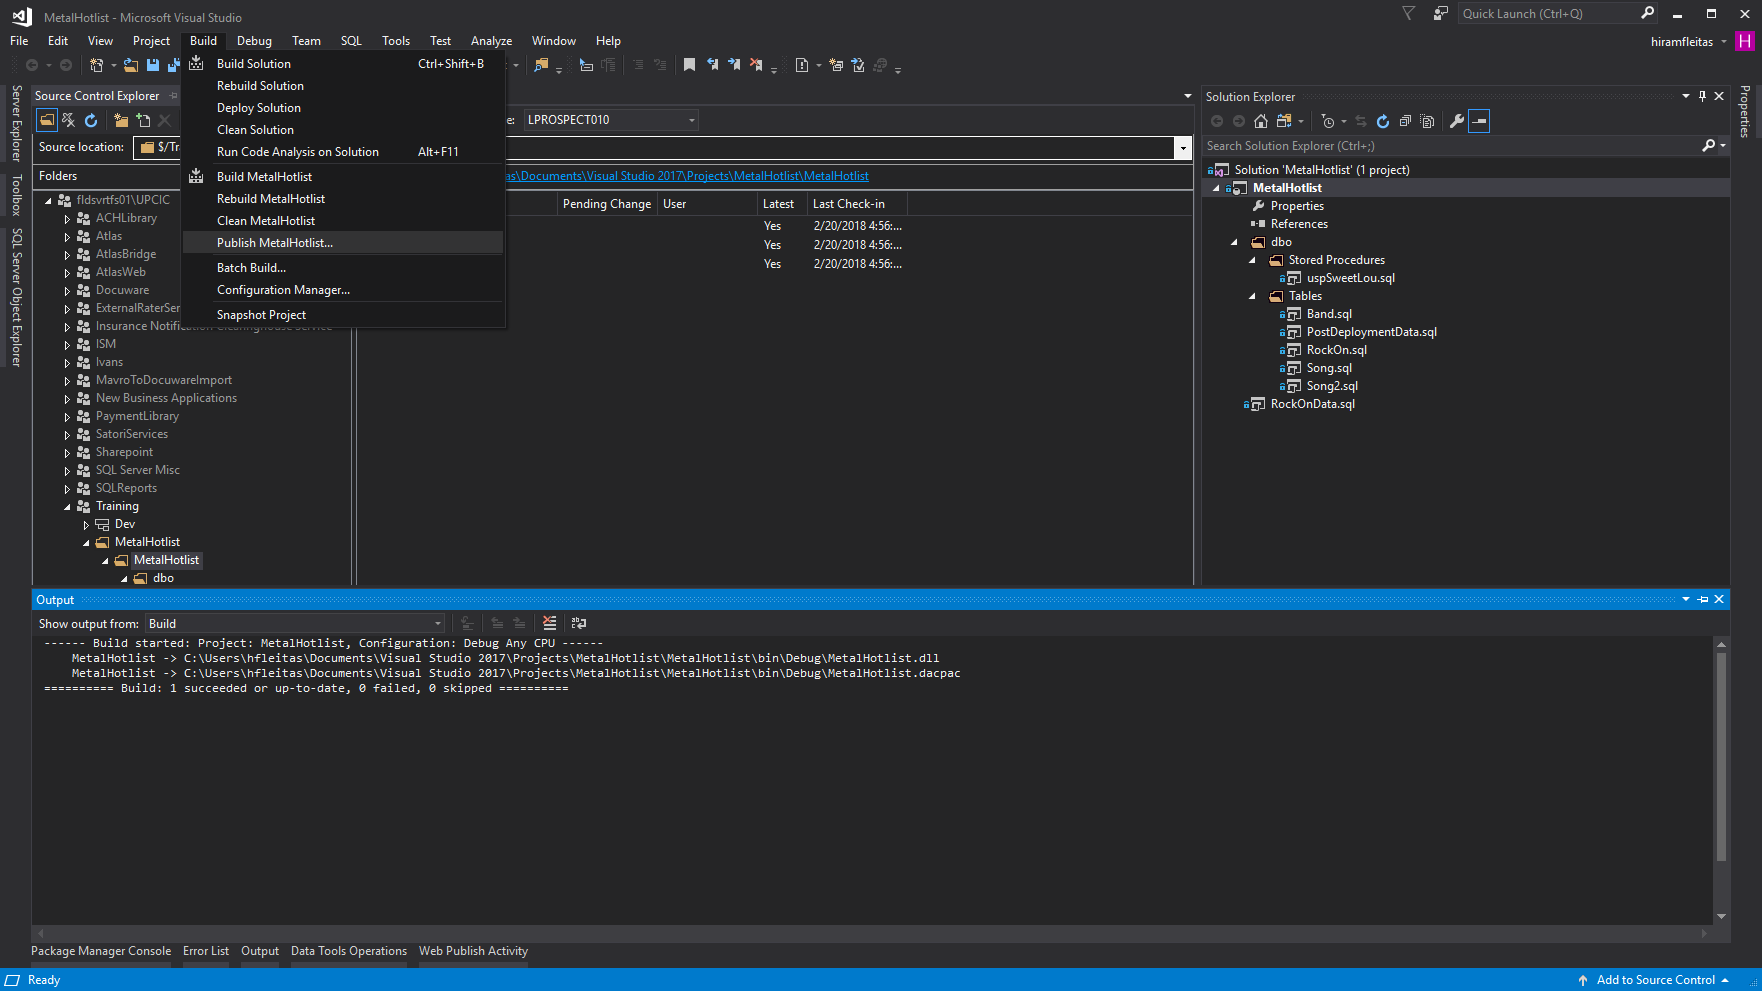 MetalHotlist - Microsoft Visual Studio
Quick Launch (Ctrl+Q)
File Edit View Project Build Debug Team SQL Tools Test Analyze Window Help
hiramfleitas H
Build Solution Ctrl+Shift+B
Rebuild Solution
Deploy Solution
Clean Solution
Run Code Analysis on Solution Alt+F11
Build MetalHotlist
Rebuild MetalHotlist
Clean MetalHotlist
Publish MetalHotlist...
Batch Build...
Configuration Manager...
Snapshot Project
Server Explorer
Toolbox
SQL Server Object Explorer
Source Control Explorer
e: LPROSPECT010
Source location: $/Tr
as\Documents\Visual Studio 2017\Projects\MetalHotlist\MetalHotlist
Folders
Pending Change User Latest Last Check-in
Yes 2/20/2018 4:56:...
Yes 2/20/2018 4:56:...
Yes 2/20/2018 4:56:...
fldsvrtfs01\UPCIC
ACHLibrary
Atlas
AtlasBridge
AtlasWeb
Docuware
ExternalRaterSer
Insurance Notification Clearinghouse Service
ISM
Ivans
MavroToDocuwareImport
New Business Applications
PaymentLibrary
SatoriServices
Sharepoint
SQL Server Misc
SQLReports
Training
Dev
MetalHotlist
MetalHotlist
dbo
Solution Explorer
Search Solution Explorer (Ctrl+;)
Solution 'MetalHotlist' (1 project)
MetalHotlist
Properties
References
dbo
Stored Procedures
uspSweetLou.sql
Tables
Band.sql
PostDeploymentData.sql
RockOn.sql
Song.sql
Song2.sql
RockOnData.sql
Properties
Output
Show output from: Build
------ Build started: Project: MetalHotlist, Configuration: Debug Any CPU ------
MetalHotlist -> C:\Users\hfleitas\Documents\Visual Studio 2017\Projects\MetalHotlist\MetalHotlist\bin\Debug\MetalHotlist.dll
MetalHotlist -> C:\Users\hfleitas\Documents\Visual Studio 2017\Projects\MetalHotlist\MetalHotlist\bin\Debug\MetalHotlist.dacpac
========== Build: 1 succeeded or up-to-date, 0 failed, 0 skipped ==========
Package Manager Console Error List Output Data Tools Operations Web Publish Activity
Ready
Add to Source Control